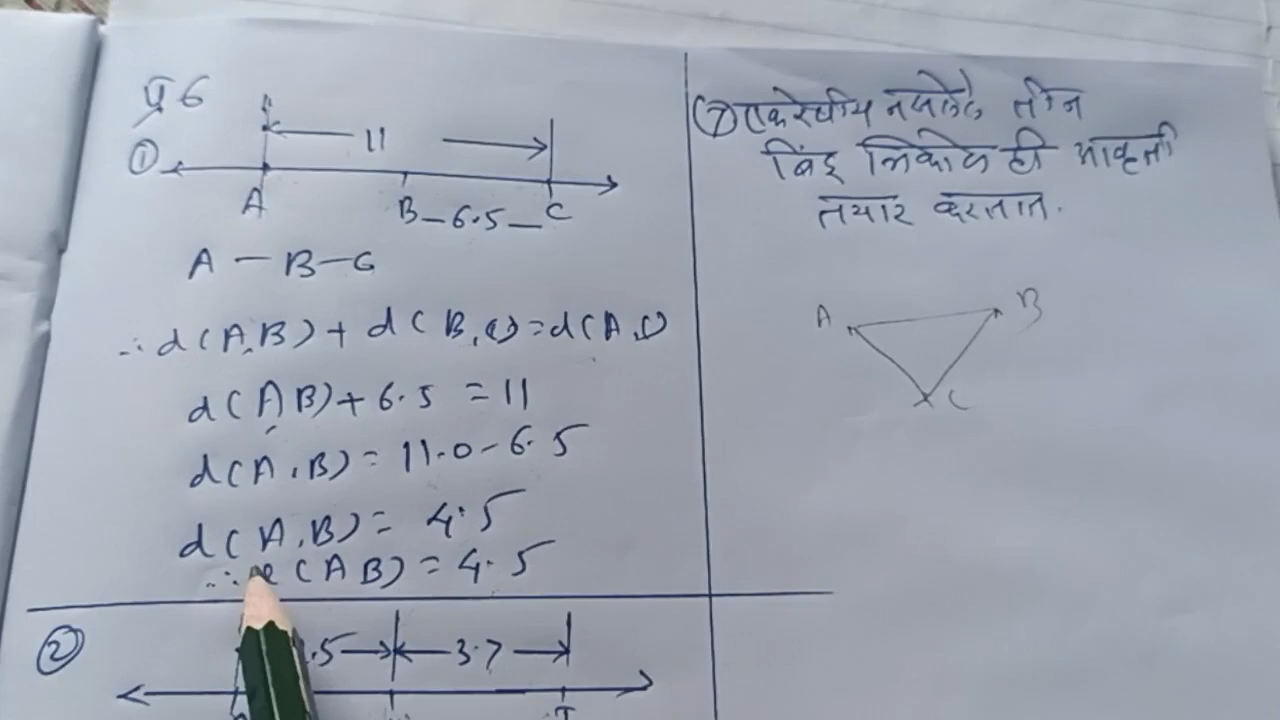 प्र 6
① 11
A B - 6.5 - C
A - B - C
∴ d(A,B) + d(B,C) = d(A,C)
d(A,B) + 6.5 = 11
d(A,B) = 11.0 - 6.5
d(A,B) = 4.5
∴ l(AB) = 4.5
② .5 3.7
T
⑦ एकरेषीय नसलेले तीन
बिंदू त्रिकोण ही आकृती
तयार करतात.
A B
C